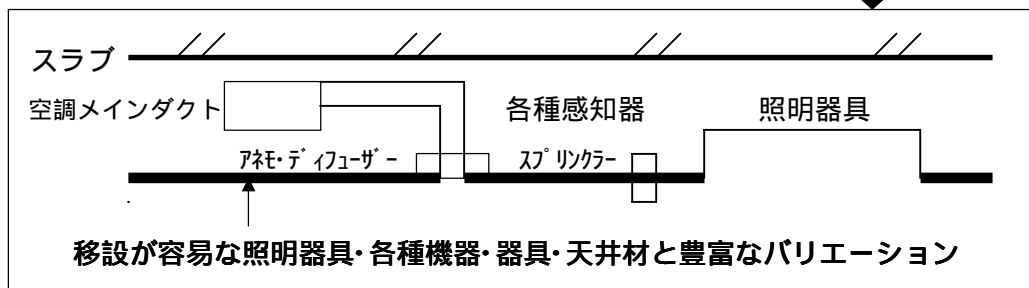 スラブ
空調メインダクト
各種感知器
照明器具
ｱﾈﾓ･ﾃﾞｨﾌｭｰｻﾞｰ
ｽﾌﾟﾘﾝｸﾗｰ
移設が容易な照明器具･各種機器･器具･天井材と豊富なバリエーション